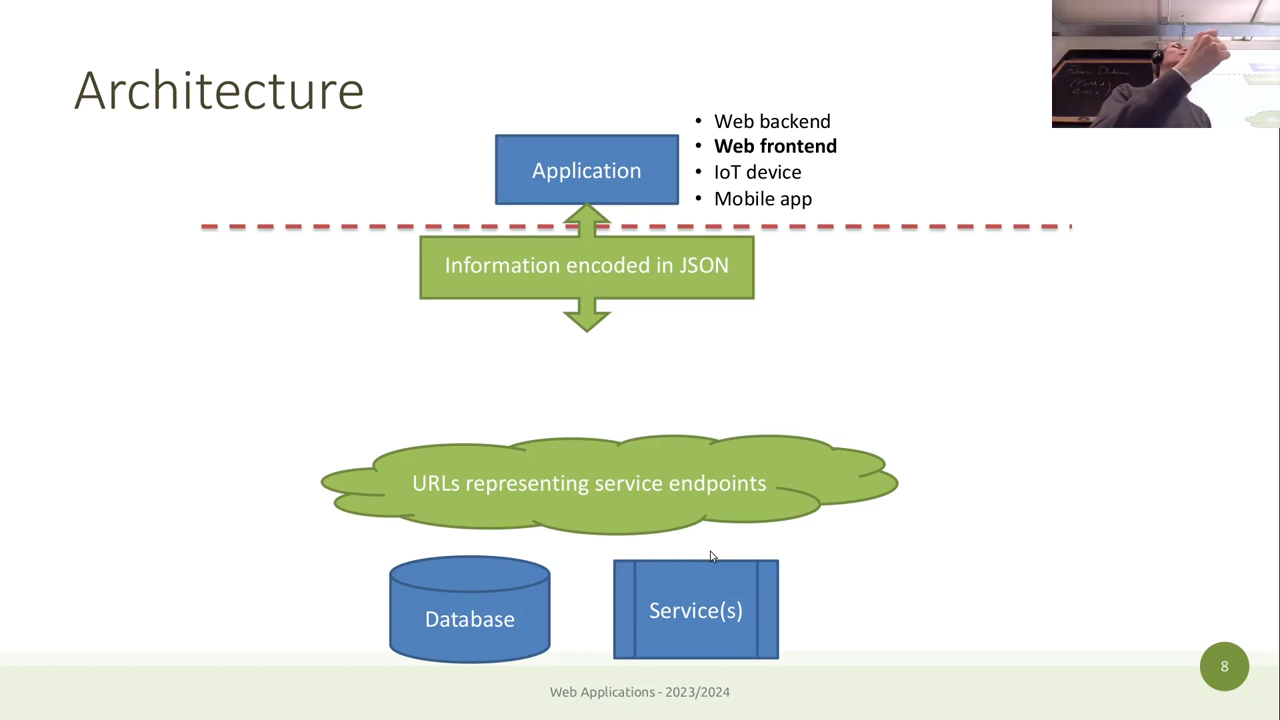 Architecture
• Web backend
• Web frontend
• IoT device
• Mobile app
Application
Information encoded in JSON
URLs representing service endpoints
Database
Service(s)
8
Web Applications - 2023/2024